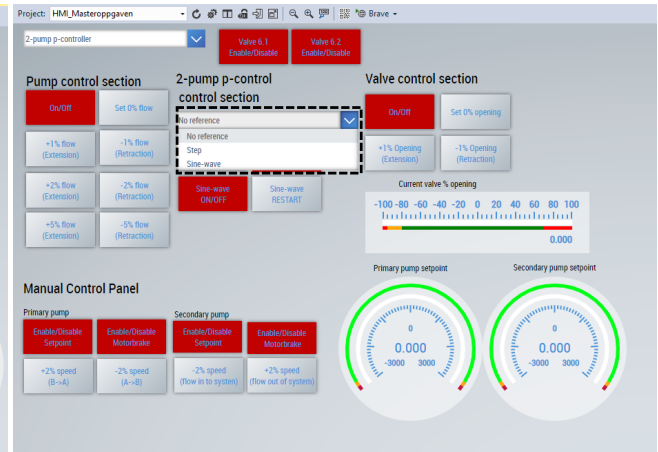 Project: HMI_Masteroppgaven
Brave
2-pump p-controller
Valve 6.1
Enable/Disable
Valve 6.2
Enable/Disable
Pump control section
On/Off
Set 0% flow
+1% flow
(Extension)
-1% flow
(Retraction)
+2% flow
(Extension)
-2% flow
(Retraction)
+5% flow
(Extension)
-5% flow
(Retraction)
2-pump p-control
control section
No reference
No reference
Step
Sine-wave
Sine-wave
ON/OFF
Sine-wave
RESTART
Valve control section
On/Off
Set 0% opening
+1% Opening
(Extension)
-1% Opening
(Retraction)
Current valve % opening
-100 -80 -60 -40 -20 0 20 40 60 80 100
0.000
Manual Control Panel
Primary pump
Enable/Disable
Setpoint
Enable/Disable
Motorbrake
+2% speed
(B->A)
-2% speed
(A->B)
Secondary pump
Enable/Disable
Setpoint
Enable/Disable
Motorbrake
-2% speed
(flow in to system)
+2% speed
(flow out of system)
Primary pump setpoint
0
0.000
-3000 3000
Secondary pump setpoint
0
0.000
-3000 3000